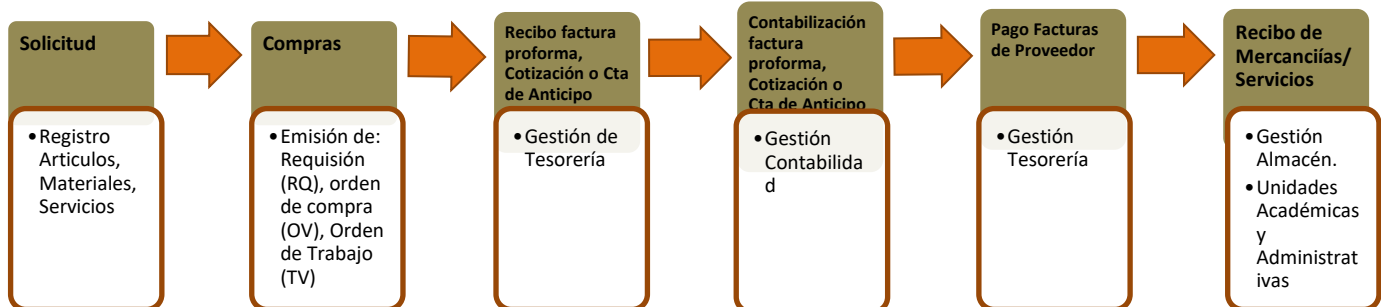 Solicitud
•Registro
Articulos,
Materiales,
Servicios
Compras
•Emisión de:
Requisión
(RQ), orden
de compra
(OV), Orden
de Trabajo
(TV)
Recibo factura
proforma,
Cotización o Cta
de Anticipo
•Gestión de
Tesorería
Contabilización
factura
proforma,
Cotización o
Cta de Anticipo
•Gestión
Contabilida
d
Pago Facturas
de Proveedor
•Gestión
Tesorería
Recibo de
Mercanciías/
Servicios
•Gestión
Almacén.
•Unidades
Académicas
y
Administrat
ivas